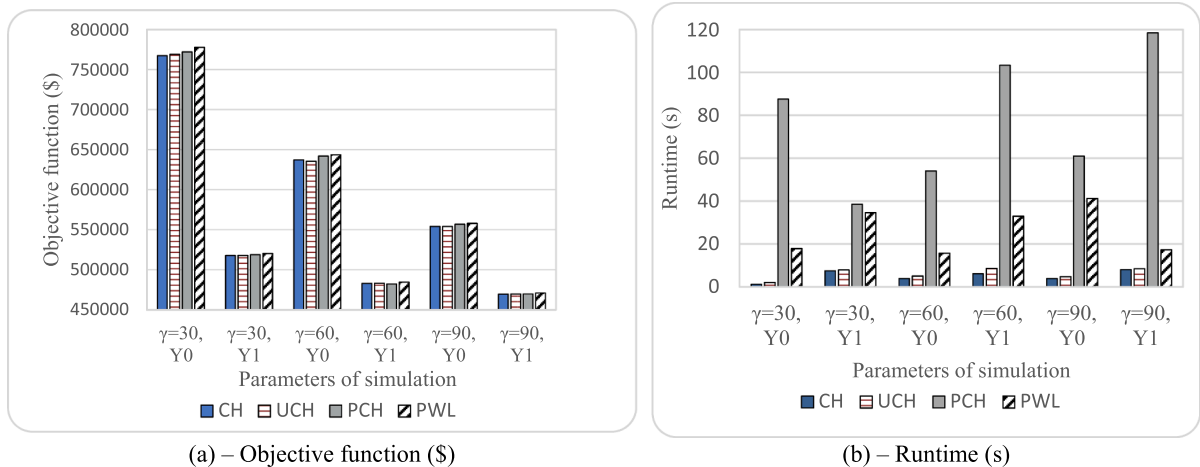 800000
750000
700000
650000
600000
550000
500000
450000
Objective function ($)
γ=30, γ=30, γ=60, γ=60, γ=90, γ=90,
Y0 Y1 Y0 Y1 Y0 Y1
Parameters of simulation
CH UCH PCH PWL
(a) – Objective function ($)
120
100
80
60
40
20
0
Runtime (s)
γ=30, γ=30, γ=60, γ=60, γ=90, γ=90,
Y0 Y1 Y0 Y1 Y0 Y1
Parameters of simulation
CH UCH PCH PWL
(b) – Runtime (s)